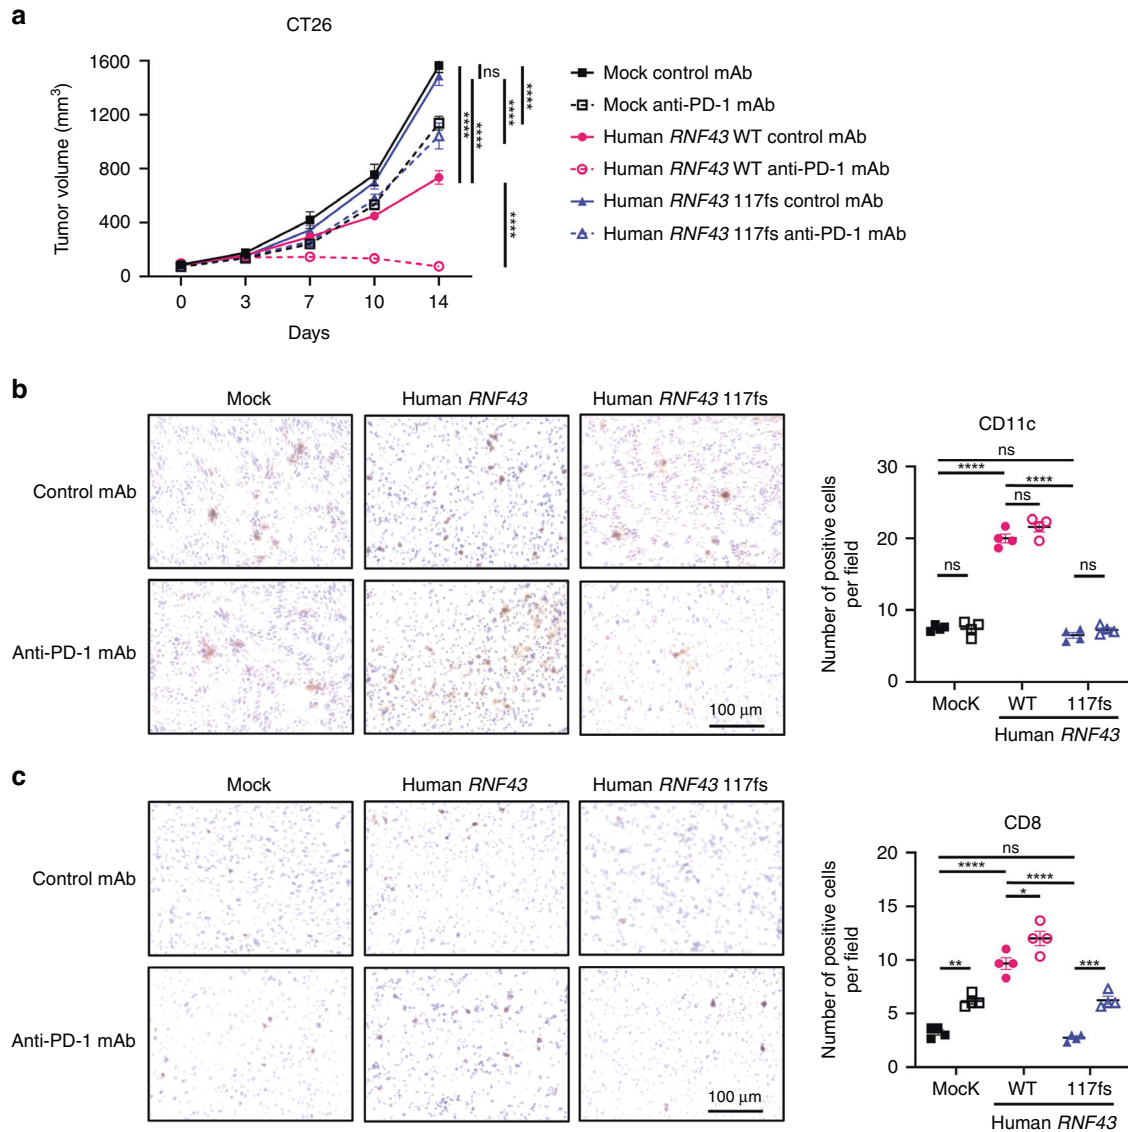 a
CT26
Tumor volume (mm3)
1600
1200
800
400
0
0 3 7 10 14
Days
ns
****
****
****
****
****
Mock control mAb
Mock anti-PD-1 mAb
Human RNF43 WT control mAb
Human RNF43 WT anti-PD-1 mAb
Human RNF43 117fs control mAb
Human RNF43 117fs anti-PD-1 mAb
b
Mock Human RNF43 Human RNF43 117fs
Control mAb
Anti-PD-1 mAb
100 μm
CD11c
Number of positive cells
per field
30
20
10
0
ns
**** ****
ns
ns ns
MocK WT 117fs
Human RNF43
c
Mock Human RNF43 Human RNF43 117fs
Control mAb
Anti-PD-1 mAb
100 μm
CD8
Number of positive cells
per field
20
15
10
5
0
ns
****
****
*
** ***
MocK WT 117fs
Human RNF43